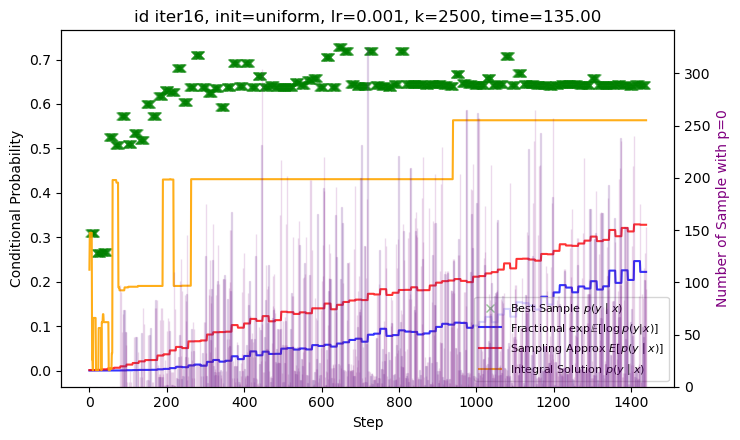 id iter16, init=uniform, lr=0.001, k=2500, time=135.00
Conditional Probability
0.7
0.6
0.5
0.4
0.3
0.2
0.1
0.0
300
250
200
150
100
50
0
Number of Sample with p=0
Best Sample p(y | x)
Fractional exp𝔼[log p(y|x)]
Sampling Approx E[p(y | x)]
Integral Solution p(y | x)
0
200
400
600
800
1000
1200
1400
Step